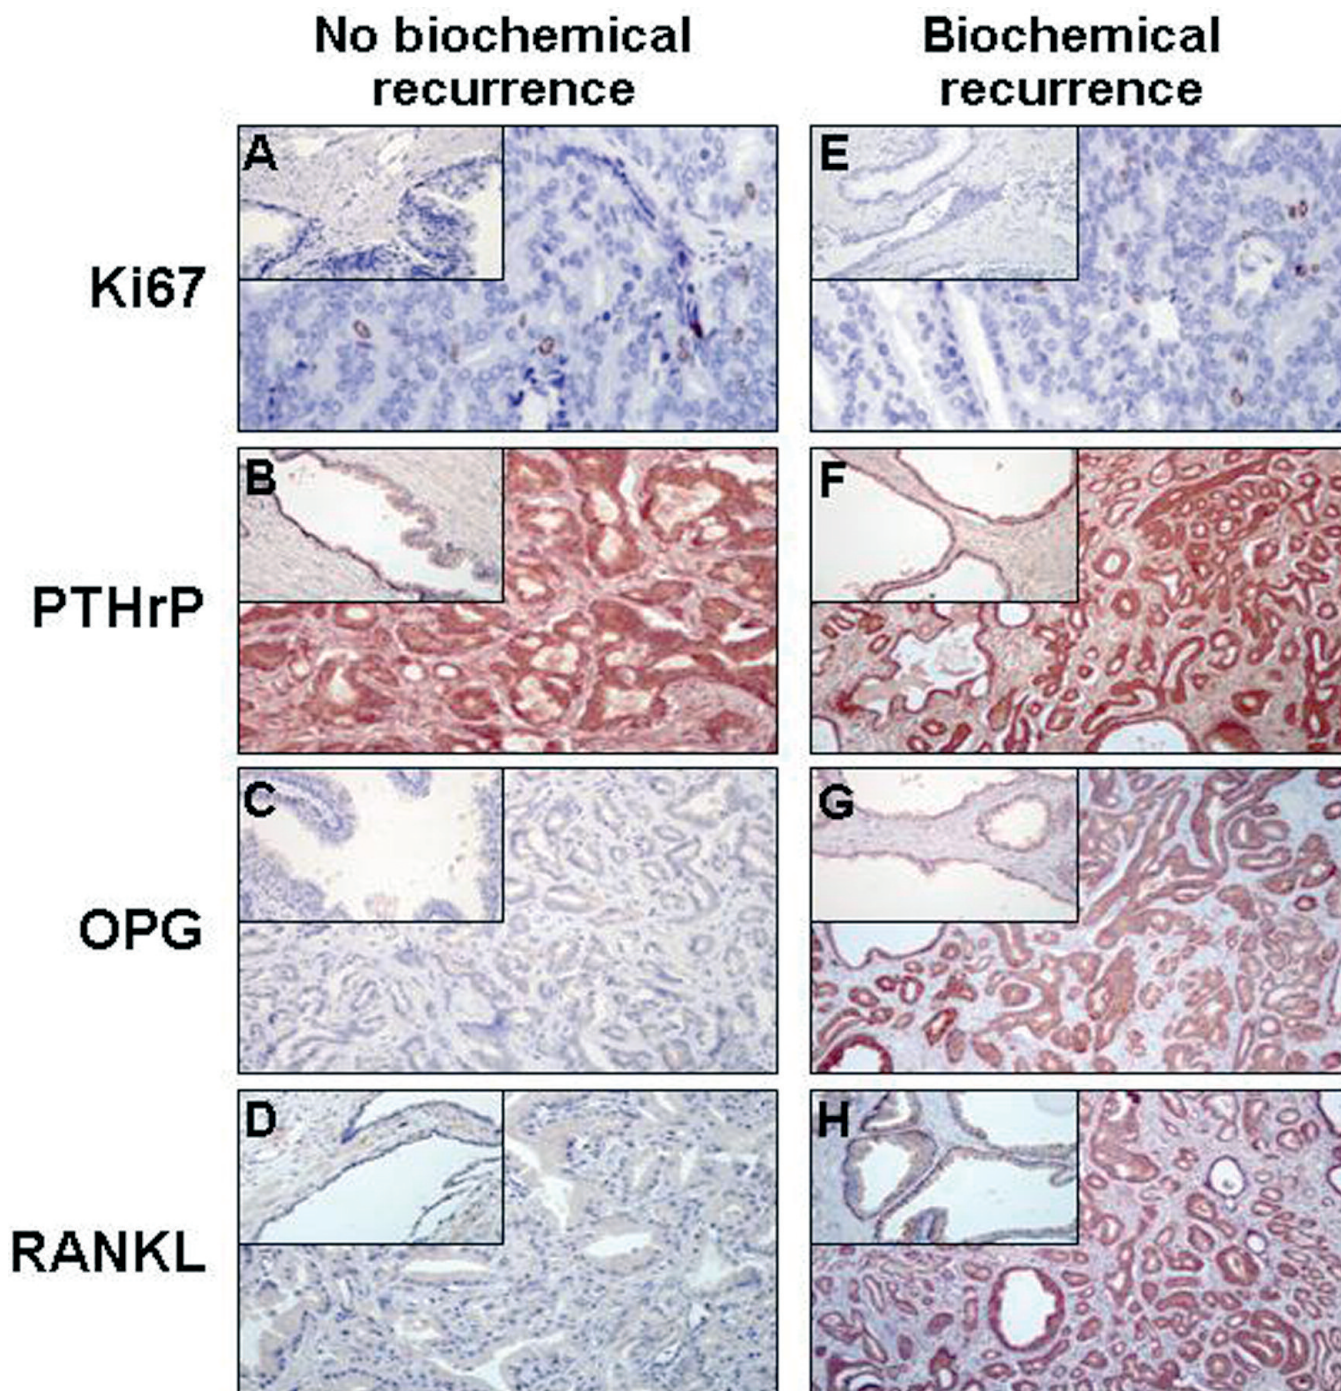 No biochemical
recurrence
Biochemical
recurrence
Ki67
A
E
PTHrP
B
F
OPG
C
G
RANKL
D
H